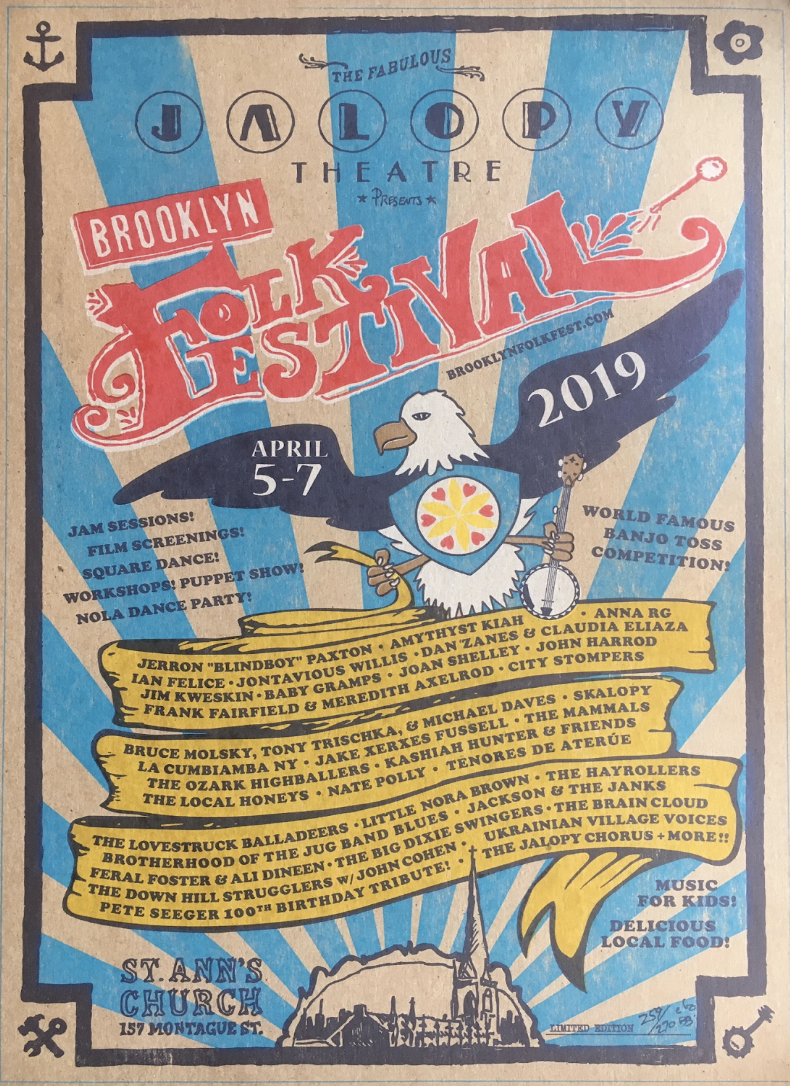 THE FABULOUS
JALOPY
THEATRE
★ PRESENTS ★
BROOKLYN
FOLK
FESTIVAL
BROOKLYNFOLKFEST.COM
2019
APRIL
5-7
JAM SESSIONS!
FILM SCREENINGS!
SQUARE DANCE!
WORKSHOPS! PUPPET SHOW!
NOLA DANCE PARTY!
WORLD FAMOUS
BANJO TOSS
COMPETITION!
JERRON "BLINDBOY" PAXTON • AMYTHYST KIAH • ANNA RG
IAN FELICE • JONTAVIOUS WILLIS • DAN ZANES & CLAUDIA ELIAZA
JIM KWESKIN • BABY GRAMPS • JOAN SHELLEY • JOHN HARROD
FRANK FAIRFIELD & MEREDITH AXELROD • CITY STOMPERS
BRUCE MOLSKY, TONY TRISCHKA, & MICHAEL DAVES • SKALOPY
LA CUMBIAMBA NY • JAKE XERXES FUSSELL • THE MAMMALS
THE OZARK HIGHBALLERS • KASHIAH HUNTER & FRIENDS
THE LOCAL HONEYS • NATE POLLY • TENORES DE ATERÚE
THE LOVESTRUCK BALLADEERS • LITTLE NORA BROWN • THE HAYROLLERS
BROTHERHOOD OF THE JUG BAND BLUES • JACKSON & THE JANKS
FERAL FOSTER & ALI DINEEN • THE BIG DIXIE SWINGERS • THE BRAIN CLOUD
THE DOWN HILL STRUGGLERS W/ JOHN COHEN • UKRAINIAN VILLAGE VOICES
PETE SEEGER 100TH BIRTHDAY TRIBUTE! • THE JALOPY CHORUS + MORE!!
MUSIC
FOR KIDS!
DELICIOUS
LOCAL FOOD!
ST. ANN'S
CHURCH
157 MONTAGUE ST.
LIMITED EDITION